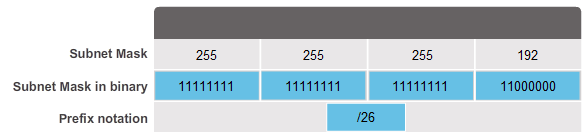 Subnet Mask 255 255 255 192
Subnet Mask in binary 11111111 11111111 11111111 11000000
Prefix notation /26